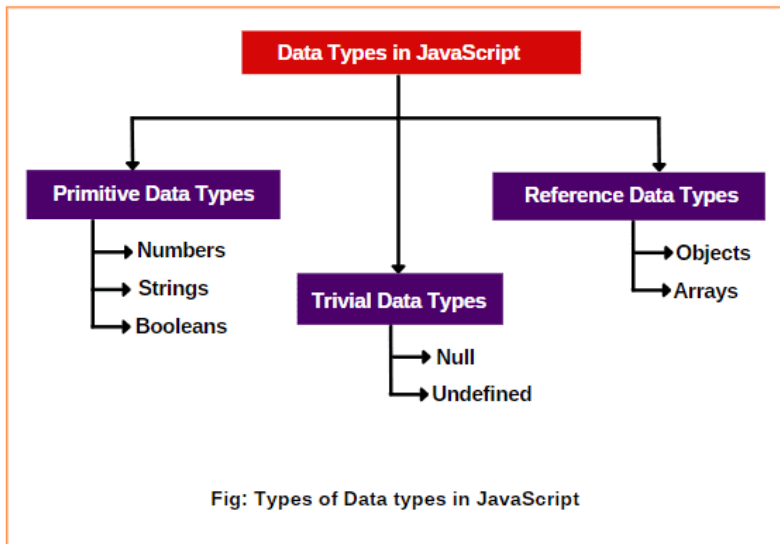 Data Types in JavaScript
Primitive Data Types
Numbers
Strings
Booleans
Trivial Data Types
Null
Undefined
Reference Data Types
Objects
Arrays
Fig: Types of Data types in JavaScript